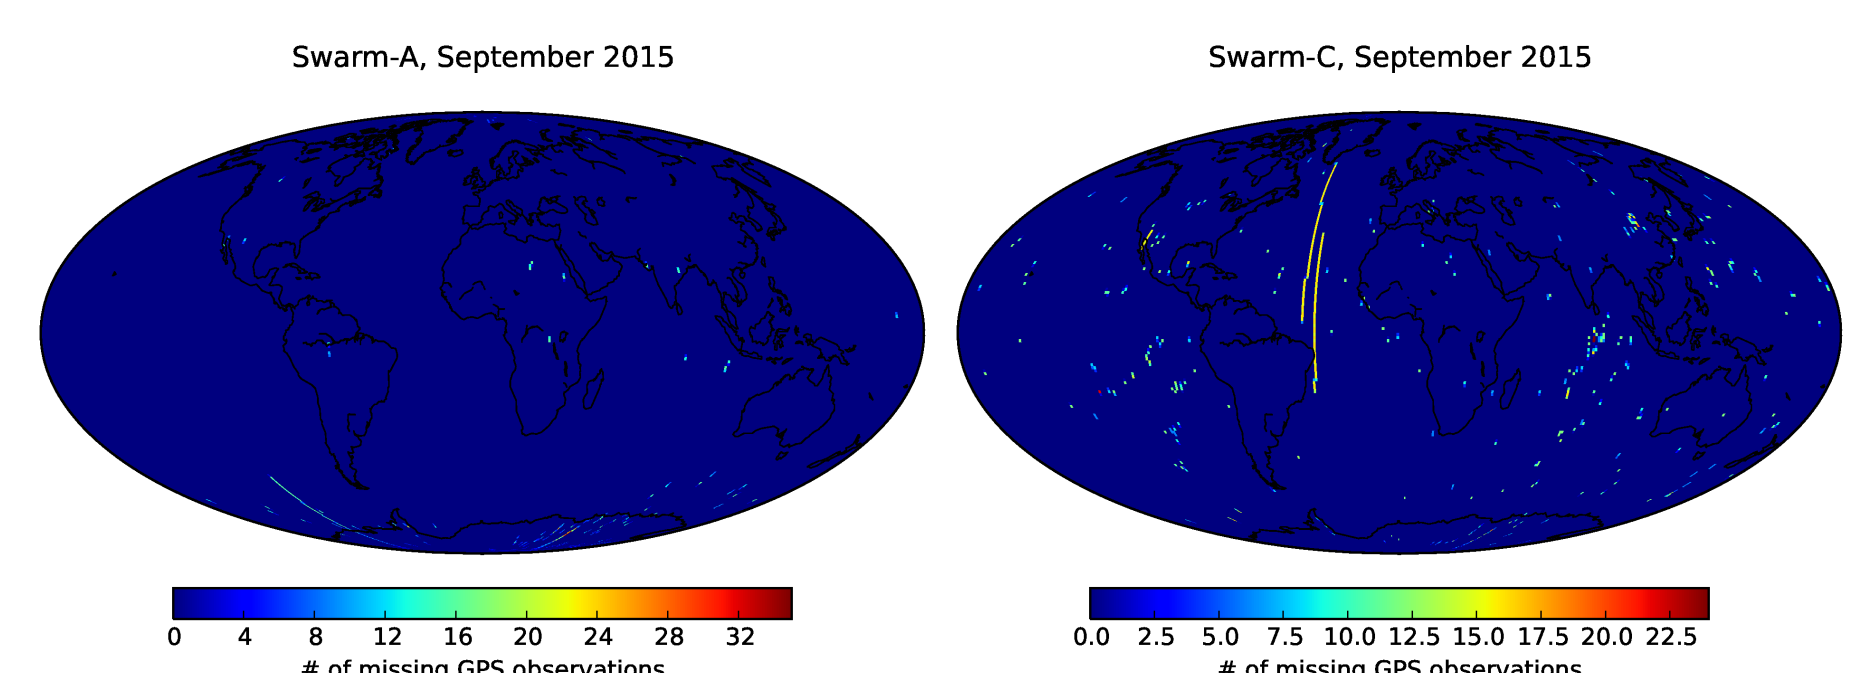 Swarm-A, September 2015
Swarm-C, September 2015
0 4 8 12 16 20 24 28 32
0.0 2.5 5.0 7.5 10.0 12.5 15.0 17.5 20.0 22.5
# of missing GPS observations
# of missing GPS observations